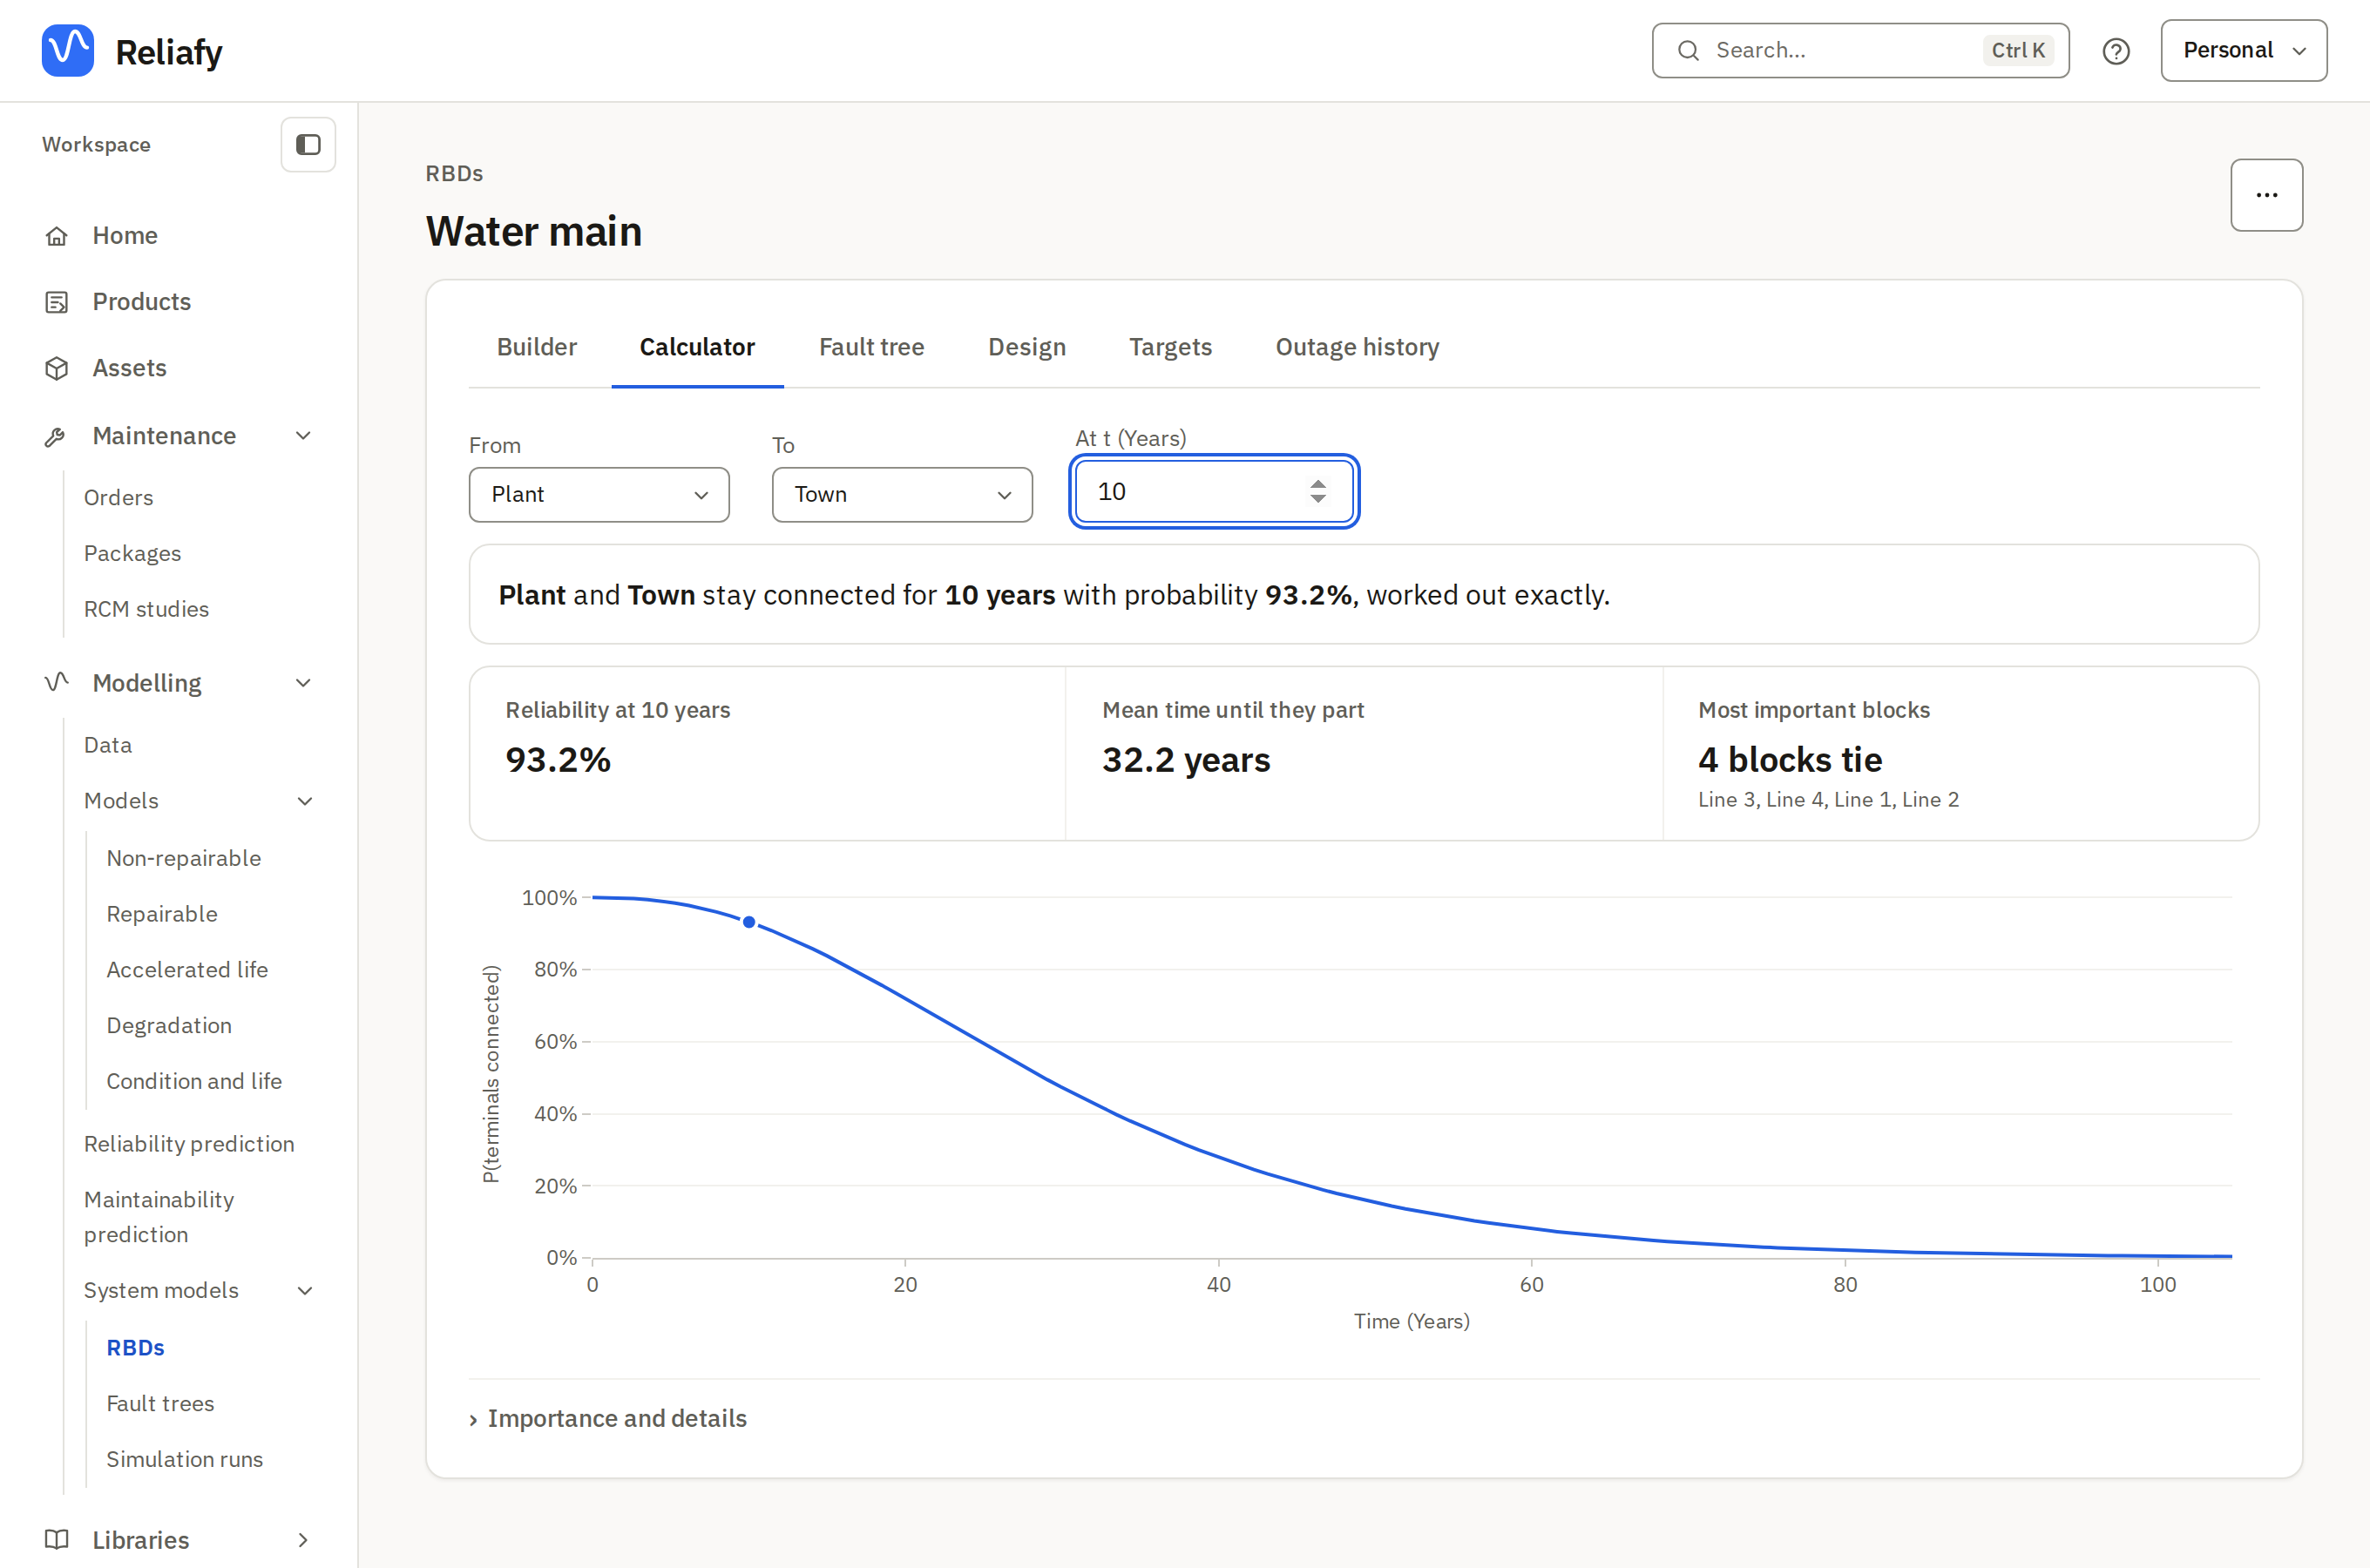 Reliafy
Search...
Ctrl K
Personal
Workspace
Home
Products
Assets
Maintenance
Orders
Packages
RCM studies
Modelling
Data
Models
Non-repairable
Repairable
Accelerated life
Degradation
Condition and life
Reliability prediction
Maintainability
prediction
System models
RBDs
Fault trees
Simulation runs
Libraries
RBDs
Water main
...
Builder
Calculator
Fault tree
Design
Targets
Outage history
From
Plant
To
Town
At t (Years)
10
Plant and Town stay connected for 10 years with probability 93.2%, worked out exactly.
Reliability at 10 years
93.2%
Mean time until they part
32.2 years
Most important blocks
4 blocks tie
Line 3, Line 4, Line 1, Line 2
P(terminals connected)
100%
80%
60%
40%
20%
0%
0
20
40
60
80
100
Time (Years)
› Importance and details